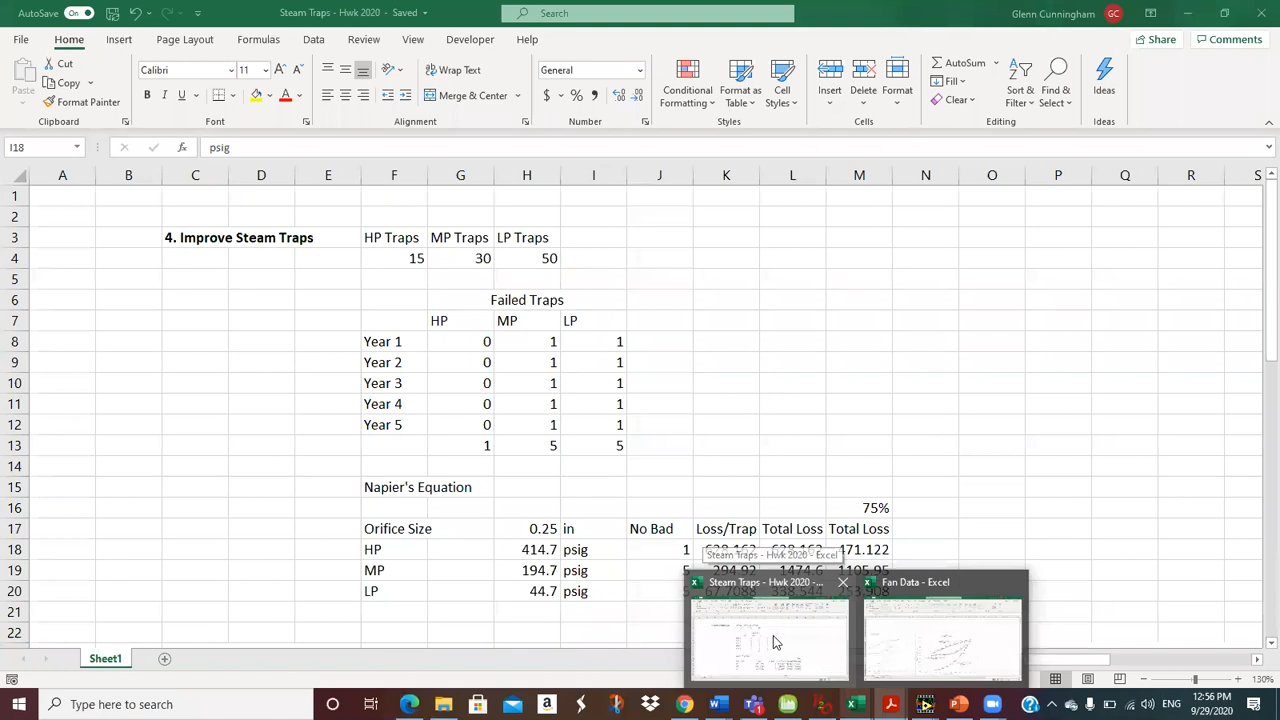 AutoSave On Steam Traps - Hwk 2020 - Saved Search Glenn Cunningham GC
File Home Insert Page Layout Formulas Data Review View Developer Help Share Comments
Cut
Copy
Format Painter
Paste
Calibri 11
B I U
A A
Wrap Text
Merge & Center
General
$ % ,
Conditional Formatting
Format as Table
Cell Styles
Insert
Delete
Format
AutoSum
Fill
Clear
Sort & Filter
Find & Select
Ideas
Clipboard Font Alignment Number Styles Cells Editing Ideas
I18 fx psig
A B C D E F G H I J K L M N O P Q R S
1
2
3 4. Improve Steam Traps HP Traps MP Traps LP Traps
4 15 30 50
5
6 Failed Traps
7 HP MP LP
8 Year 1 0 1 1
9 Year 2 0 1 1
10 Year 3 0 1 1
11 Year 4 0 1 1
12 Year 5 0 1 1
13 1 5 5
14
15 Napier's Equation
16 75%
17 Orifice Size 0.25 in No Bad Loss/Trap Total Loss Total Loss
18 HP 414.7 psig 1 471.122
Steam Traps - Hwk 2020 - Excel
19 MP 194.7 psig 5 294.92 1474.6 1105.95
Steam Traps - Hwk 2020 -... Fan Data - Excel
20 LP 44.7 psig 5 67.7088 338.544 253.908
21
22
Sheet1
130%
Type here to search
12:56 PM
9/29/2020